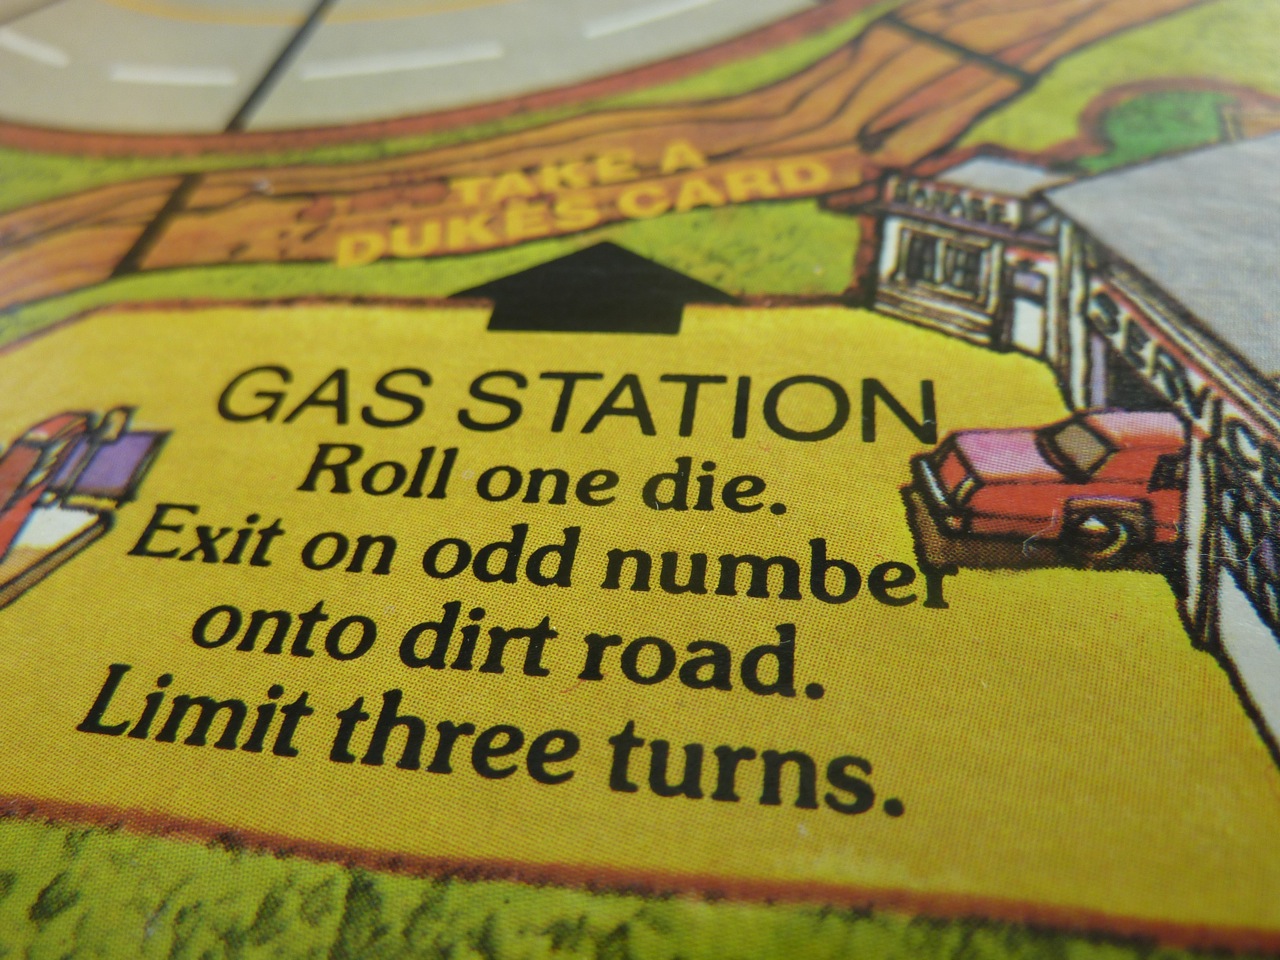 TAKE A
DUKES CARD
GARAGE
SERVICE
GAS STATION
Roll one die.
Exit on odd number
onto dirt road.
Limit three turns.